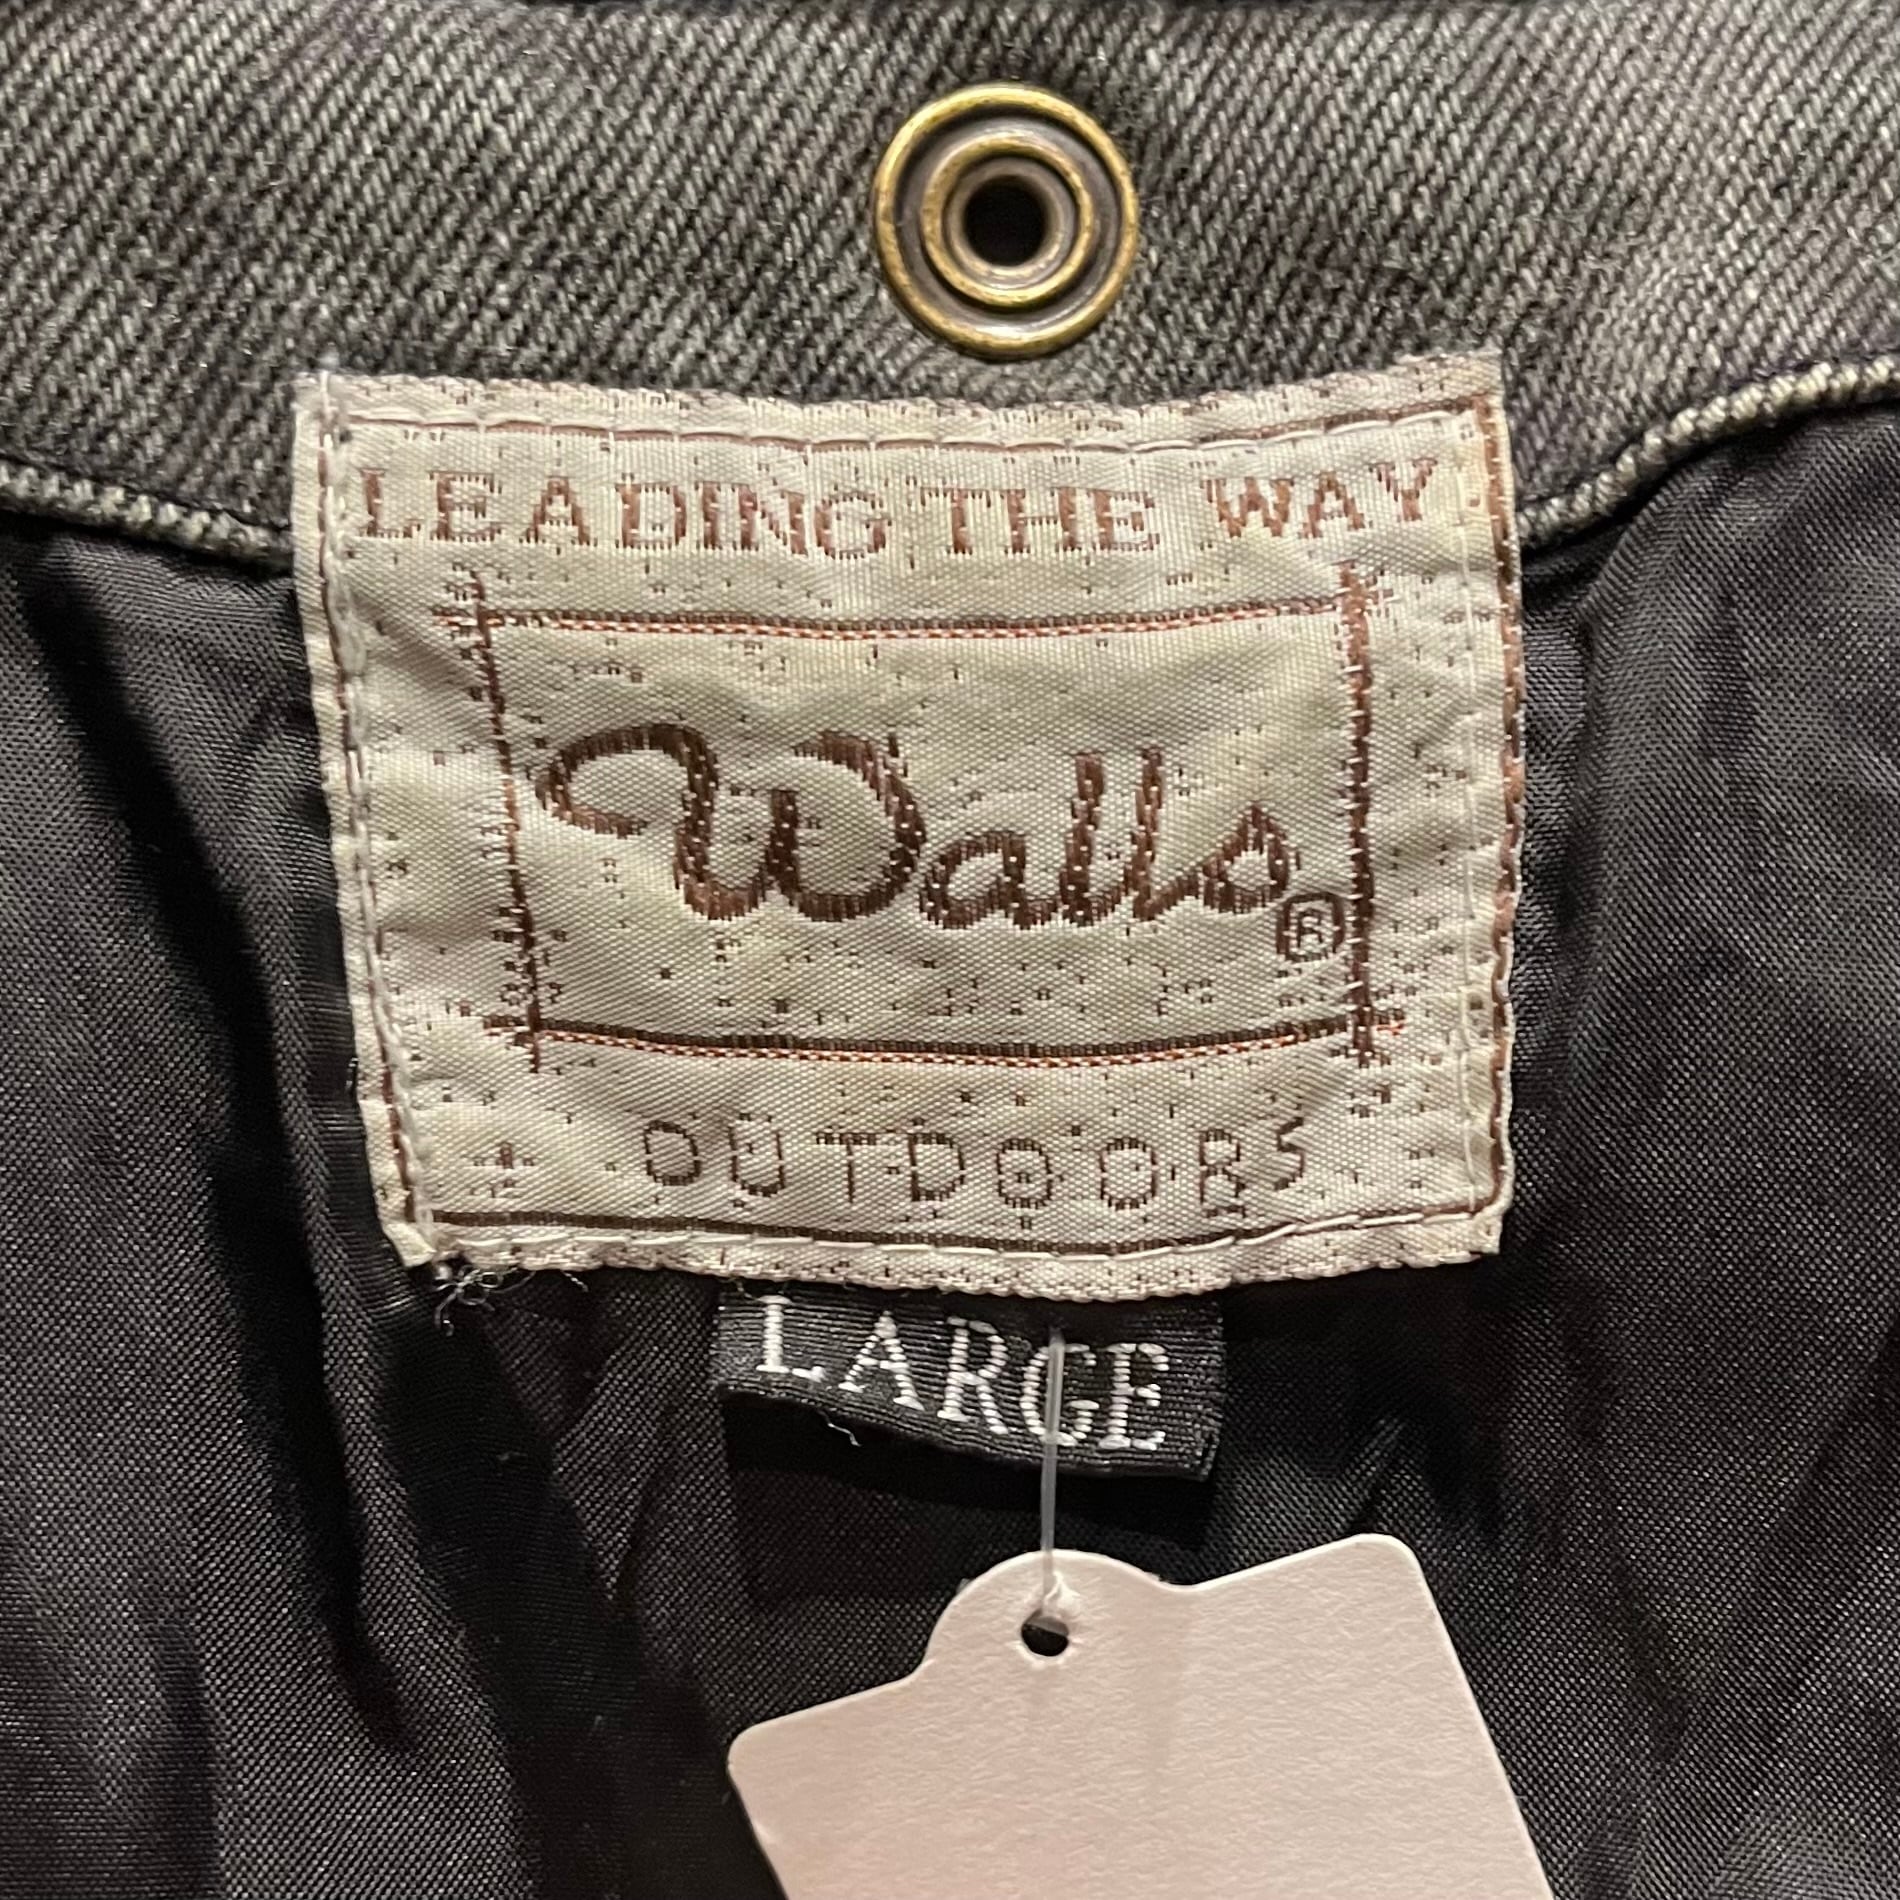 LEADING THE WAY
Walls®
OUTDOORS
LARGE